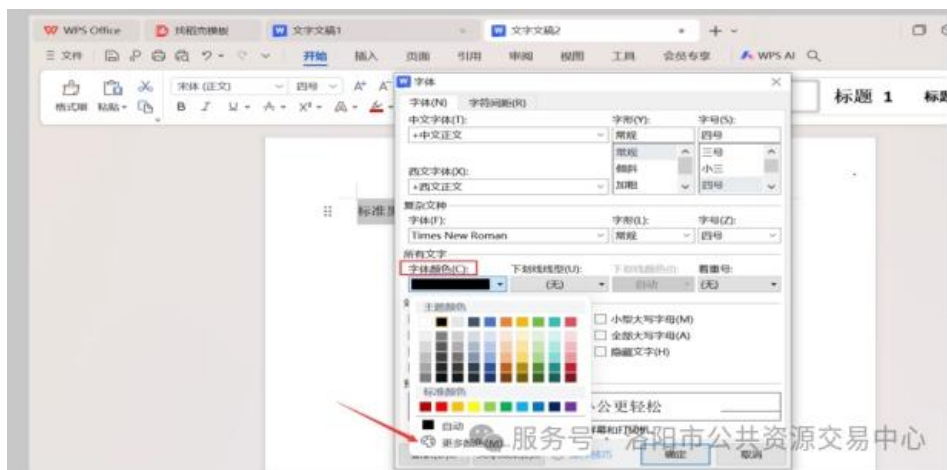 WPS Office 找稻壳模板 文字文稿1 文字文稿2
文件 开始 插入 页面 引用 审阅 视图 工具 会员专享 WPS AI
格式刷 粘贴 宋体 (正文) 四号 标题 1 标题
字体
字体(N) 字符间距(R)
中文字体(T): 字形(Y): 字号(S):
+中文正文 常规 四号
常规 三号
西文字体(X): 倾斜 小三
+西文正文 加粗 四号
复杂文种
字体(F): 字形(L): 字号(Z):
Times New Roman 常规 四号
所有文字
字体颜色(C): 下划线线型(U): 下划线颜色(I): 着重号:
(无) 自动 (无)
主题颜色
小型大写字母(M)
全部大写字母(A)
隐藏文字(H)
标准颜色
公更轻松
自动
更多颜色(M)
确定 取消
标准
服务号 · 洛阳市公共资源交易中心